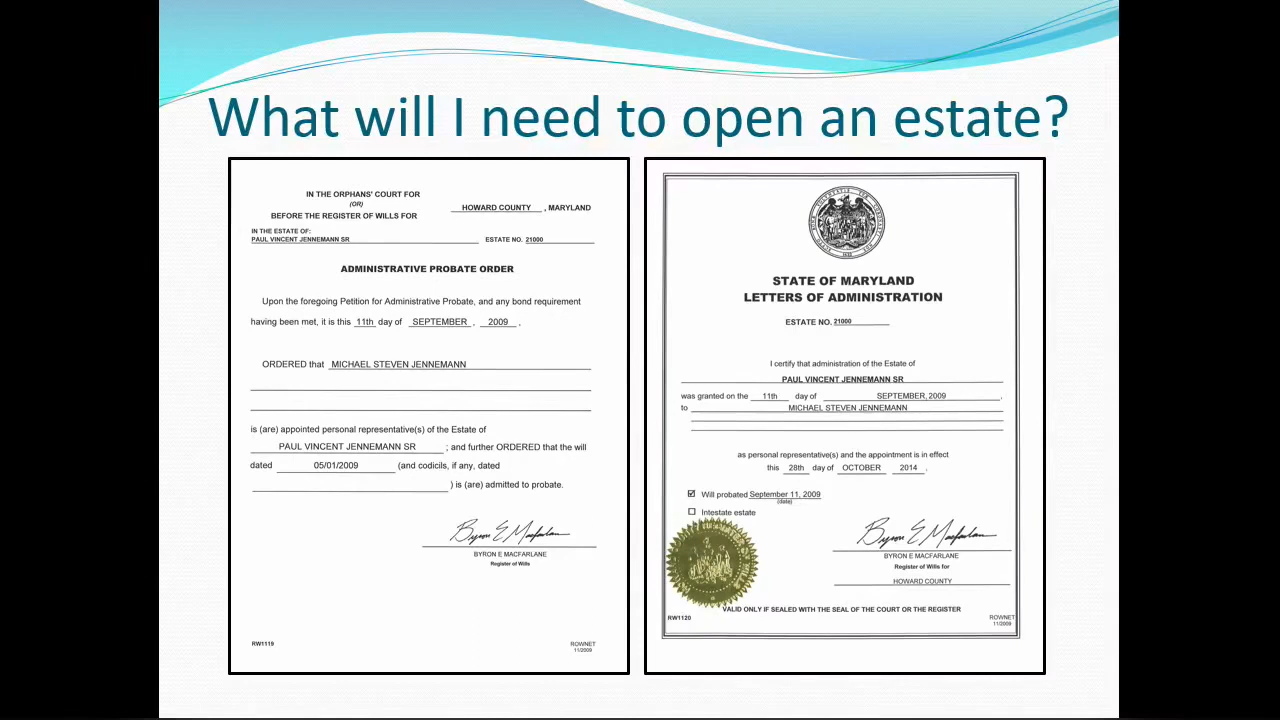 What will I need to open an estate?
IN THE ORPHANS' COURT FOR
(OR)
BEFORE THE REGISTER OF WILLS FOR
HOWARD COUNTY , MARYLAND
IN THE ESTATE OF:
PAUL VINCENT JENNEMANN SR ESTATE NO. 21000
ADMINISTRATIVE PROBATE ORDER
Upon the foregoing Petition for Administrative Probate, and any bond requirement
having been met, it is this 11th day of SEPTEMBER , 2009 ,
ORDERED that MICHAEL STEVEN JENNEMANN
is (are) appointed personal representative(s) of the Estate of
PAUL VINCENT JENNEMANN SR ; and further ORDERED that the will
dated 05/01/2009 (and codicils, if any, dated
) is (are) admitted to probate.
Byron E Macfarlane
BYRON E MACFARLANE
Register of Wills
RW1119 ROWNET
11/2009
STATE OF MARYLAND
LETTERS OF ADMINISTRATION
ESTATE NO. 21000
I certify that administration of the Estate of
PAUL VINCENT JENNEMANN SR
was granted on the 11th day of SEPTEMBER, 2009 ,
to MICHAEL STEVEN JENNEMANN
as personal representative(s) and the appointment is in effect
this 28th day of OCTOBER 2014 .
Will probated September 11, 2009
(date)
Intestate estate
Byron E Macfarlane
BYRON E MACFARLANE
Register of Wills for
HOWARD COUNTY
VALID ONLY IF SEALED WITH THE SEAL OF THE COURT OR THE REGISTER
RW1120 ROWNET
11/2009